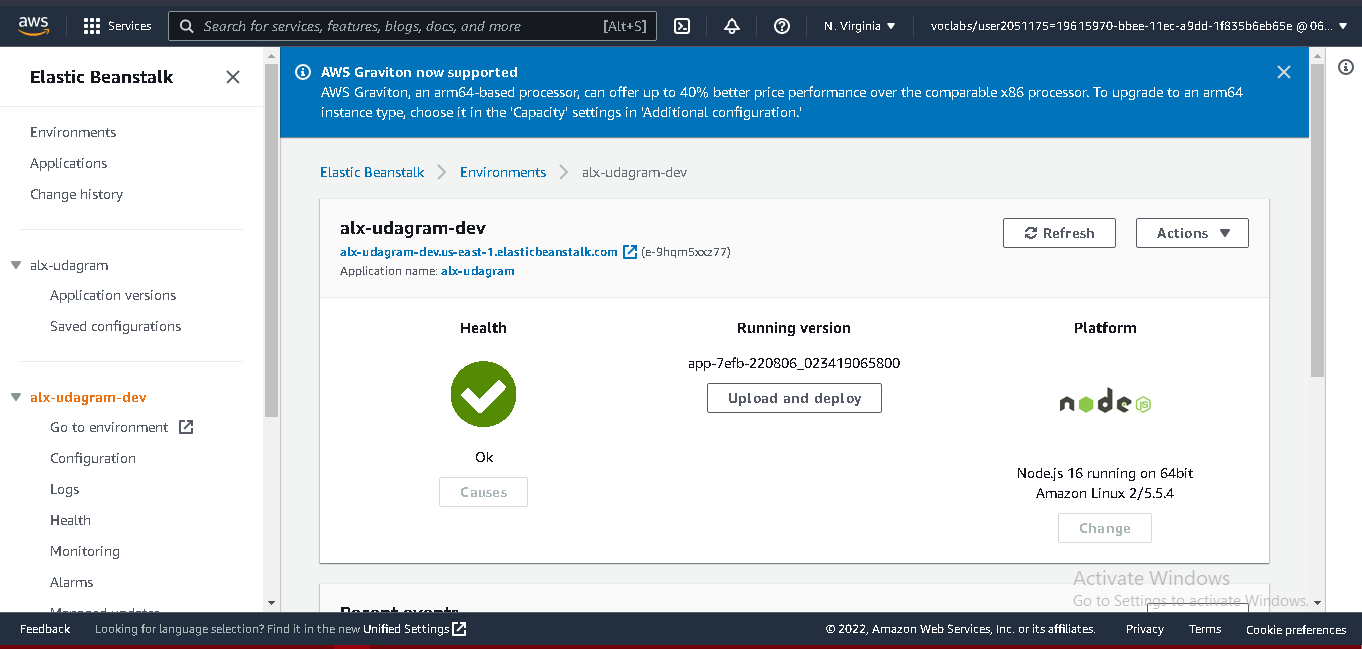 aws
Services
Search for services, features, blogs, docs, and more
[Alt+S]
N. Virginia
voclabs/user2051175=19615970-bbee-11ec-a9dd-1f835b6eb65e @ 06...
Elastic Beanstalk
Environments
Applications
Change history
alx-udagram
Application versions
Saved configurations
alx-udagram-dev
Go to environment
Configuration
Logs
Health
Monitoring
Alarms
Managed updates
AWS Graviton now supported
AWS Graviton, an arm64-based processor, can offer up to 40% better price performance over the comparable x86 processor. To upgrade to an arm64
instance type, choose it in the 'Capacity' settings in 'Additional configuration.'
Elastic Beanstalk
Environments
alx-udagram-dev
alx-udagram-dev
alx-udagram-dev.us-east-1.elasticbeanstalk.com (e-9hqm5xxz77)
Application name: alx-udagram
Refresh
Actions
Health
Ok
Causes
Running version
app-7efb-220806_023419065800
Upload and deploy
Platform
node JS
Node.js 16 running on 64bit
Amazon Linux 2/5.5.4
Change
Recent events
Activate Windows
Go to Settings to activate Windows.
Feedback
Looking for language selection? Find it in the new Unified Settings
© 2022, Amazon Web Services, Inc. or its affiliates.
Privacy
Terms
Cookie preferences